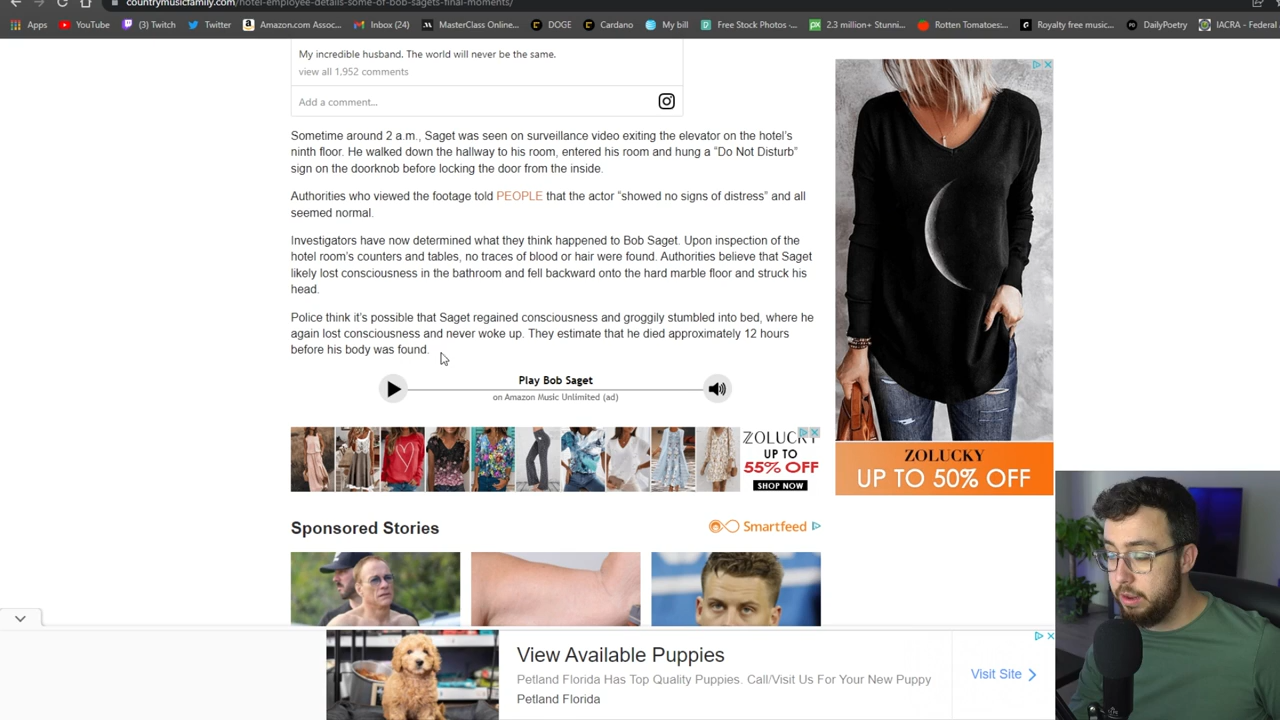 countrymusicfamily.com/hotel-employee-details-some-of-bob-sagets-final-moments/
Apps
YouTube
(3) Twitch
Twitter
Amazon.com Assoc...
Inbox (24)
MasterClass Online...
DOGE
Cardano
My bill
Free Stock Photos -...
2.3 million+ Stunni...
Rotten Tomatoes:...
Royalty free music...
DailyPoetry
IACRA - Federal
My incredible husband. The world will never be the same.
view all 1,952 comments
Add a comment...
Sometime around 2 a.m., Saget was seen on surveillance video exiting the elevator on the hotel's
ninth floor. He walked down the hallway to his room, entered his room and hung a “Do Not Disturb”
sign on the doorknob before locking the door from the inside.
Authorities who viewed the footage told PEOPLE that the actor “showed no signs of distress” and all
seemed normal.
Investigators have now determined what they think happened to Bob Saget. Upon inspection of the
hotel room's counters and tables, no traces of blood or hair were found. Authorities believe that Saget
likely lost consciousness in the bathroom and fell backward onto the hard marble floor and struck his
head.
Police think it's possible that Saget regained consciousness and groggily stumbled into bed, where he
again lost consciousness and never woke up. They estimate that he died approximately 12 hours
before his body was found.
Play Bob Saget
on Amazon Music Unlimited (ad)
ZOLUCKY
UP TO
55% OFF
SHOP NOW
ZOLUCKY
UP TO 50% OFF
Sponsored Stories
Smartfeed
View Available Puppies
Petland Florida Has Top Quality Puppies. Call/Visit Us For Your New Puppy
Petland Florida
Visit Site